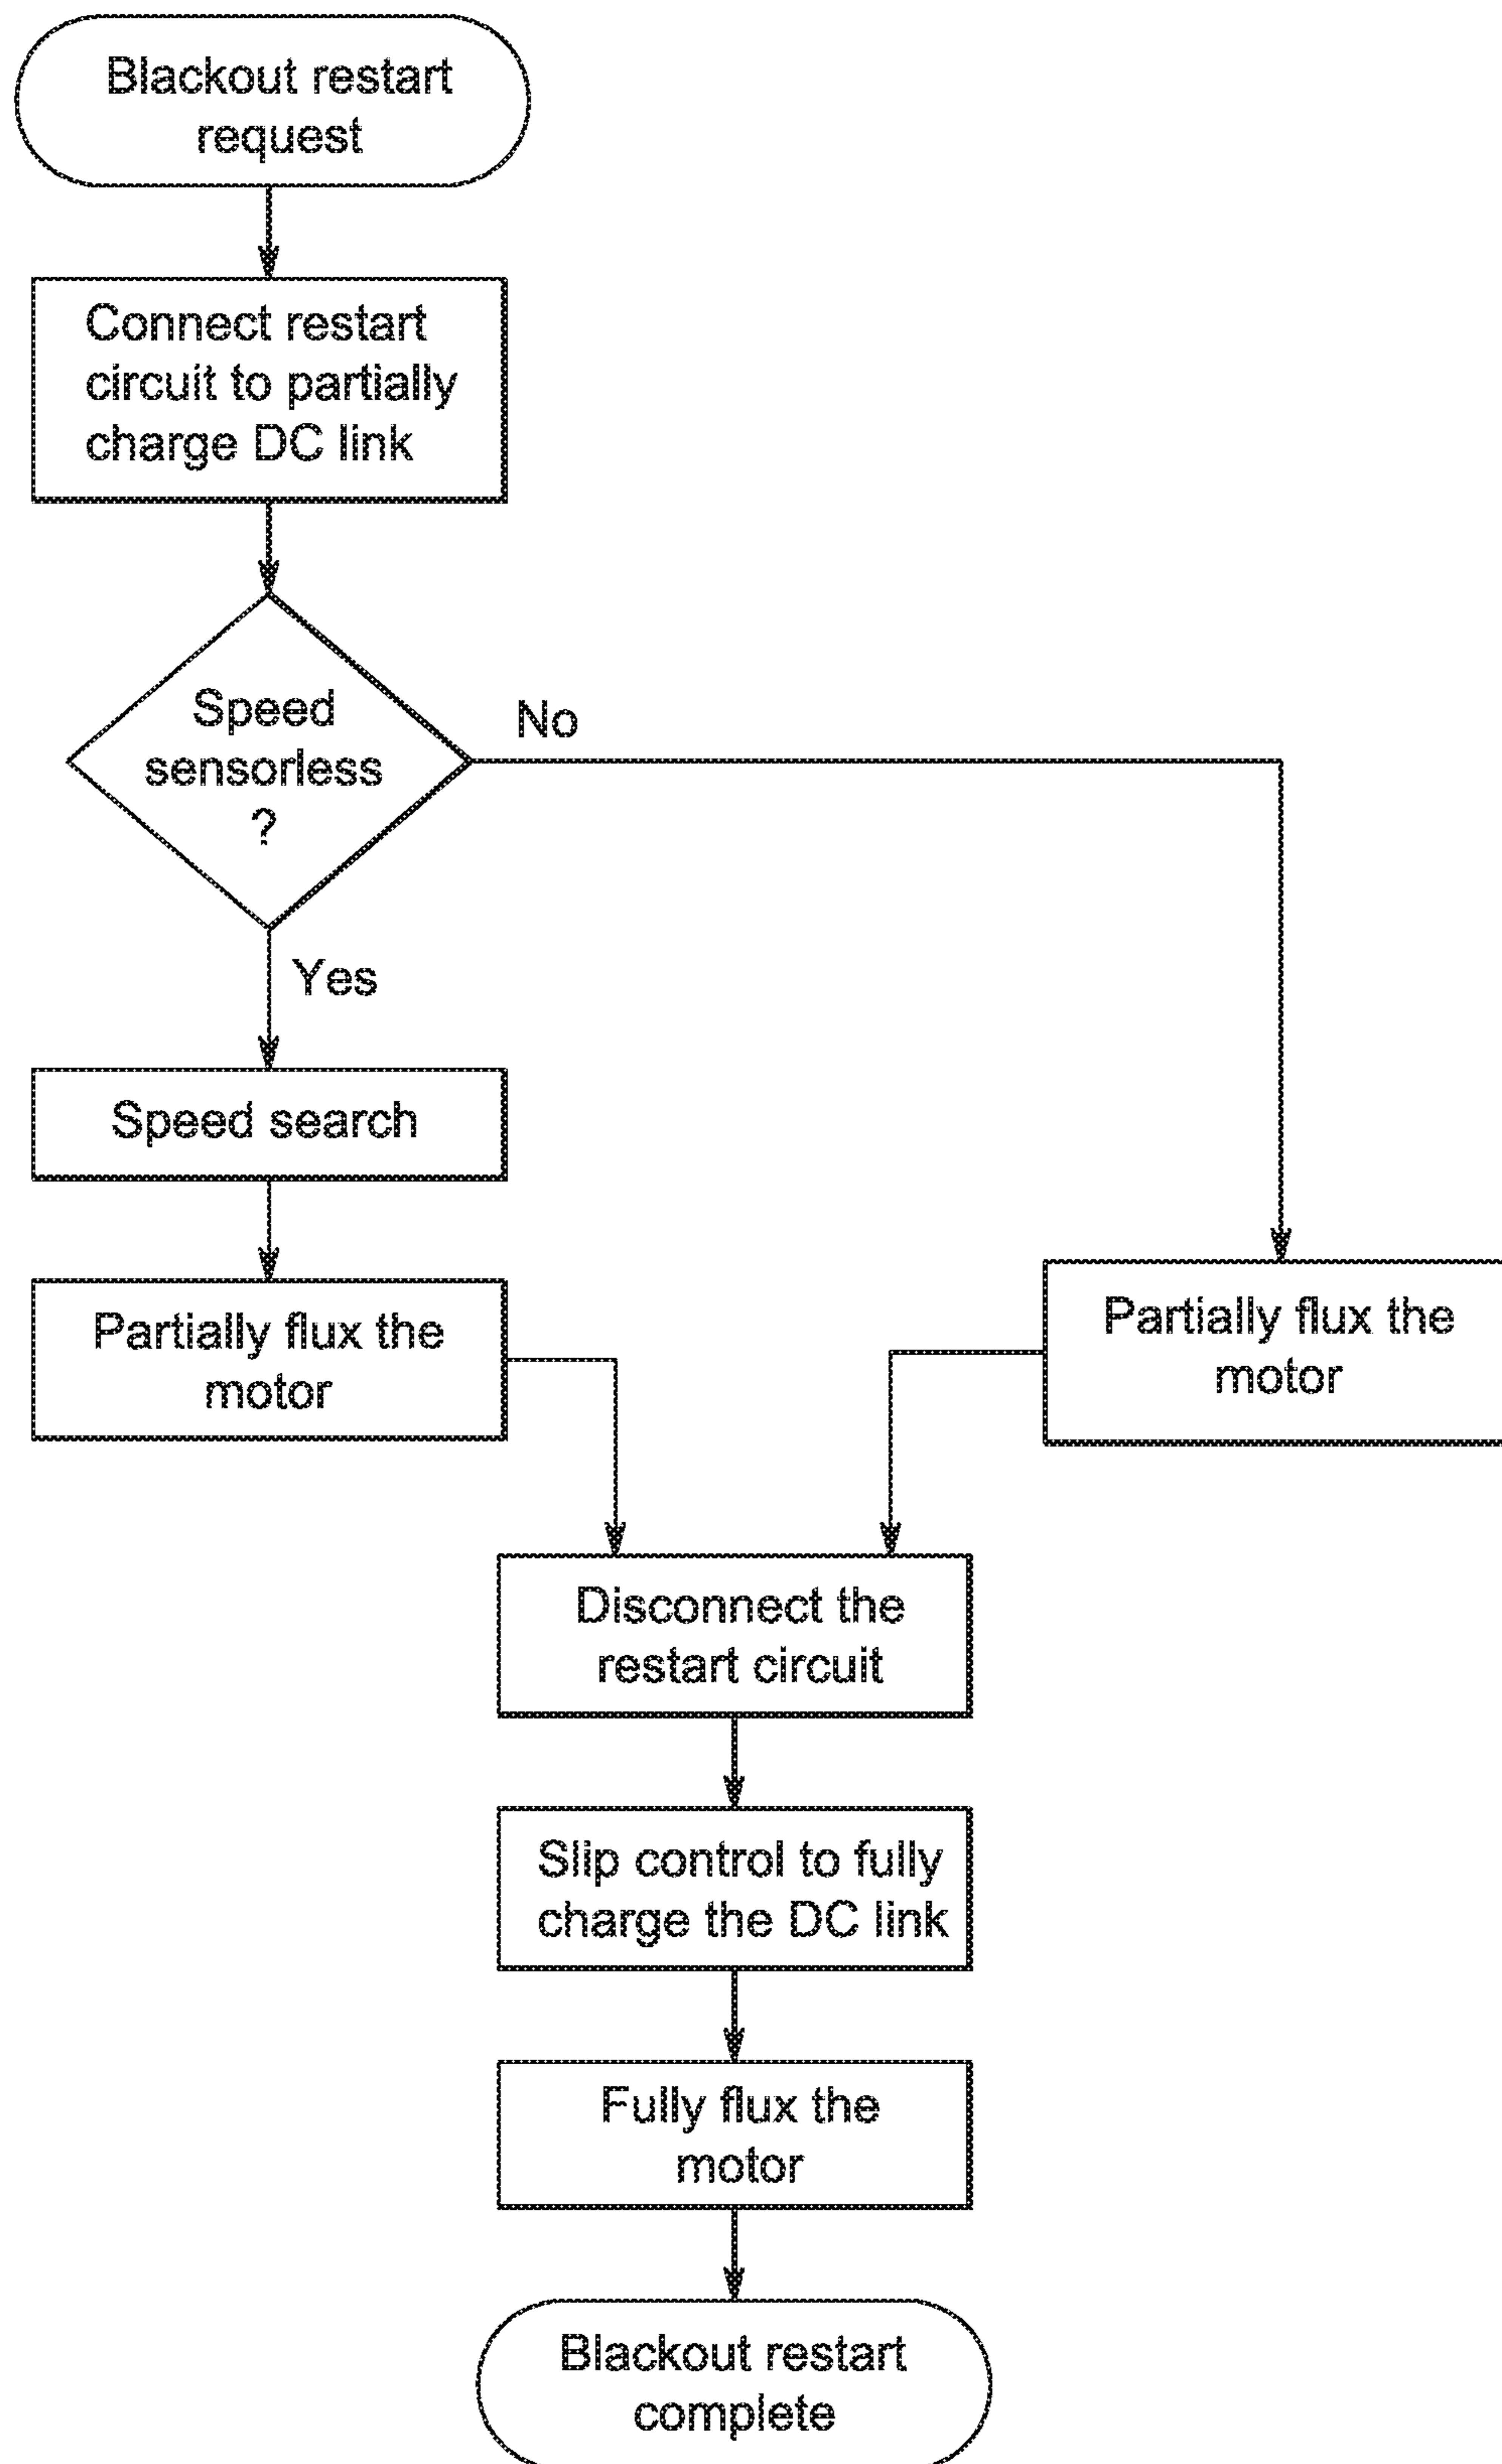 Blackout restart
request
Connect restart
circuit to partially
charge DC link
Speed
sensorless
?
No
Yes
Speed search
Partially flux the
motor
Partially flux the
motor
Disconnect the
restart circuit
Slip control to fully
charge the DC link
Fully flux the
motor
Blackout restart
complete